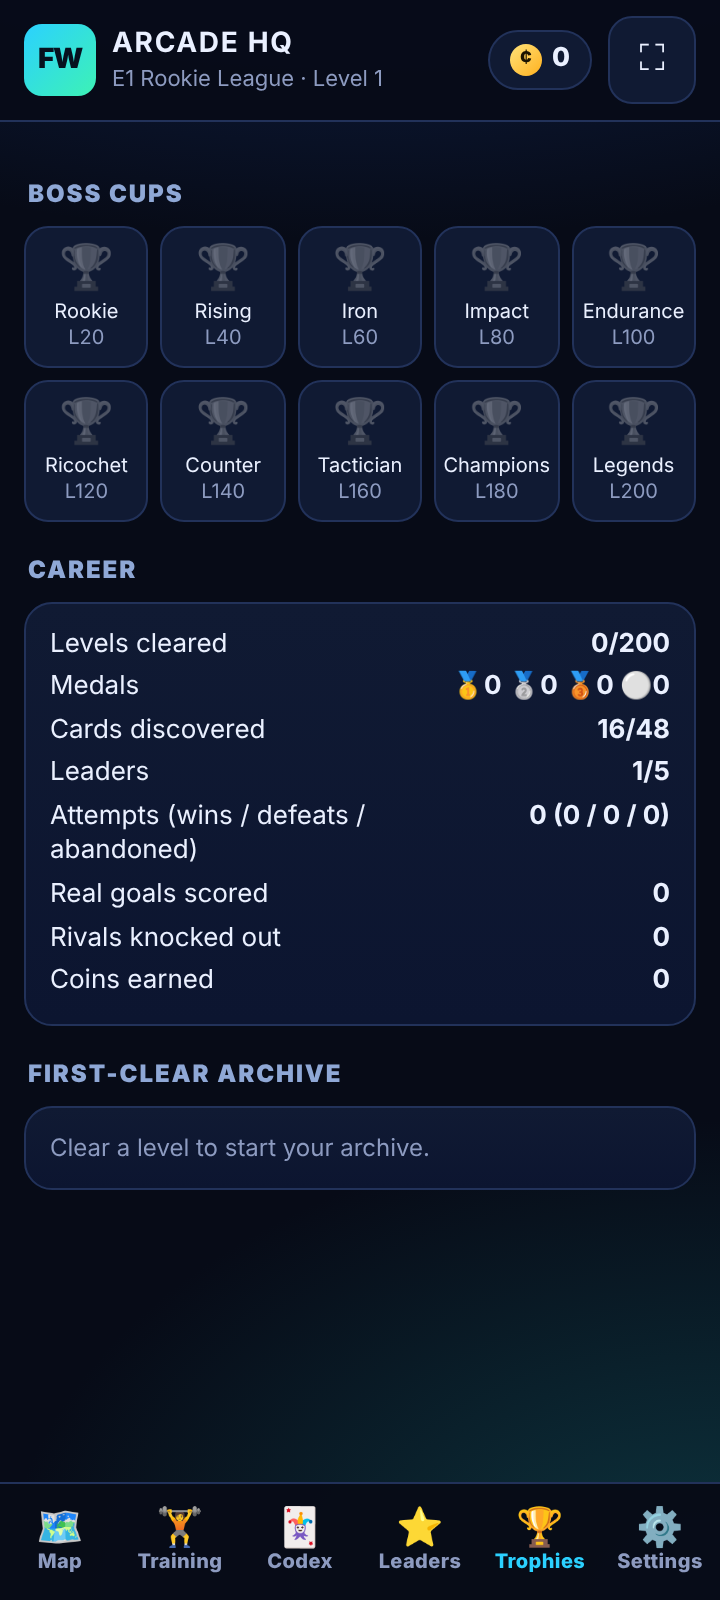 FW
ARCADE HQ
E1 Rookie League · Level 1
¢ 0
BOSS CUPS
Rookie Rising Iron Impact Endurance
L20 L40 L60 L80 L100
Ricochet Counter Tactician Champions Legends
L120 L140 L160 L180 L200
CAREER
Levels cleared 0/200
Medals 🥇0 🥈0 🥉0 ⚪0
Cards discovered 16/48
Leaders 1/5
Attempts (wins / defeats / 0 (0 / 0 / 0)
abandoned)
Real goals scored 0
Rivals knocked out 0
Coins earned 0
FIRST-CLEAR ARCHIVE
Clear a level to start your archive.
Map Training Codex Leaders Trophies Settings